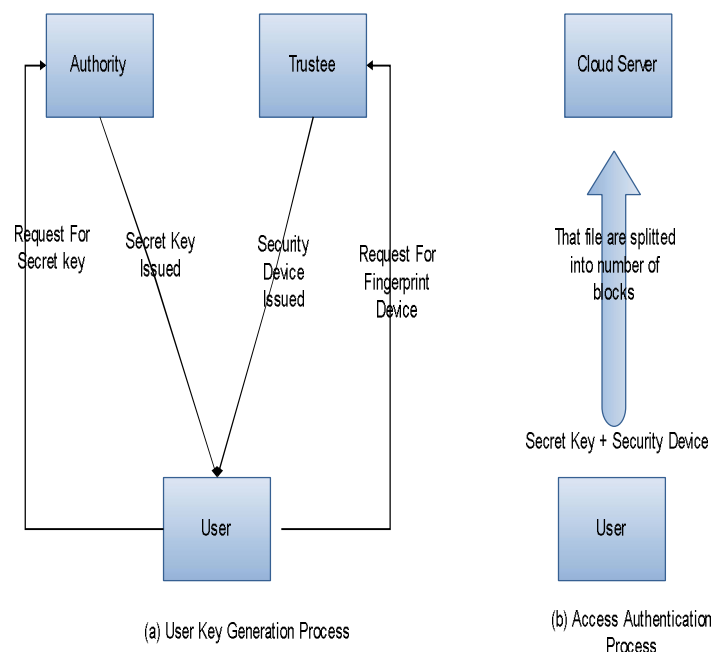 Authority
Trustee
Cloud Server
Request For
Secret key
Secret Key
Issued
Security
Device
Issued
Request For
Fingerprint
Device
That file are splitted
into number of
blocks
Secret Key + Security Device
User
User
(a) User Key Generation Process
(b) Access Authentication
Process